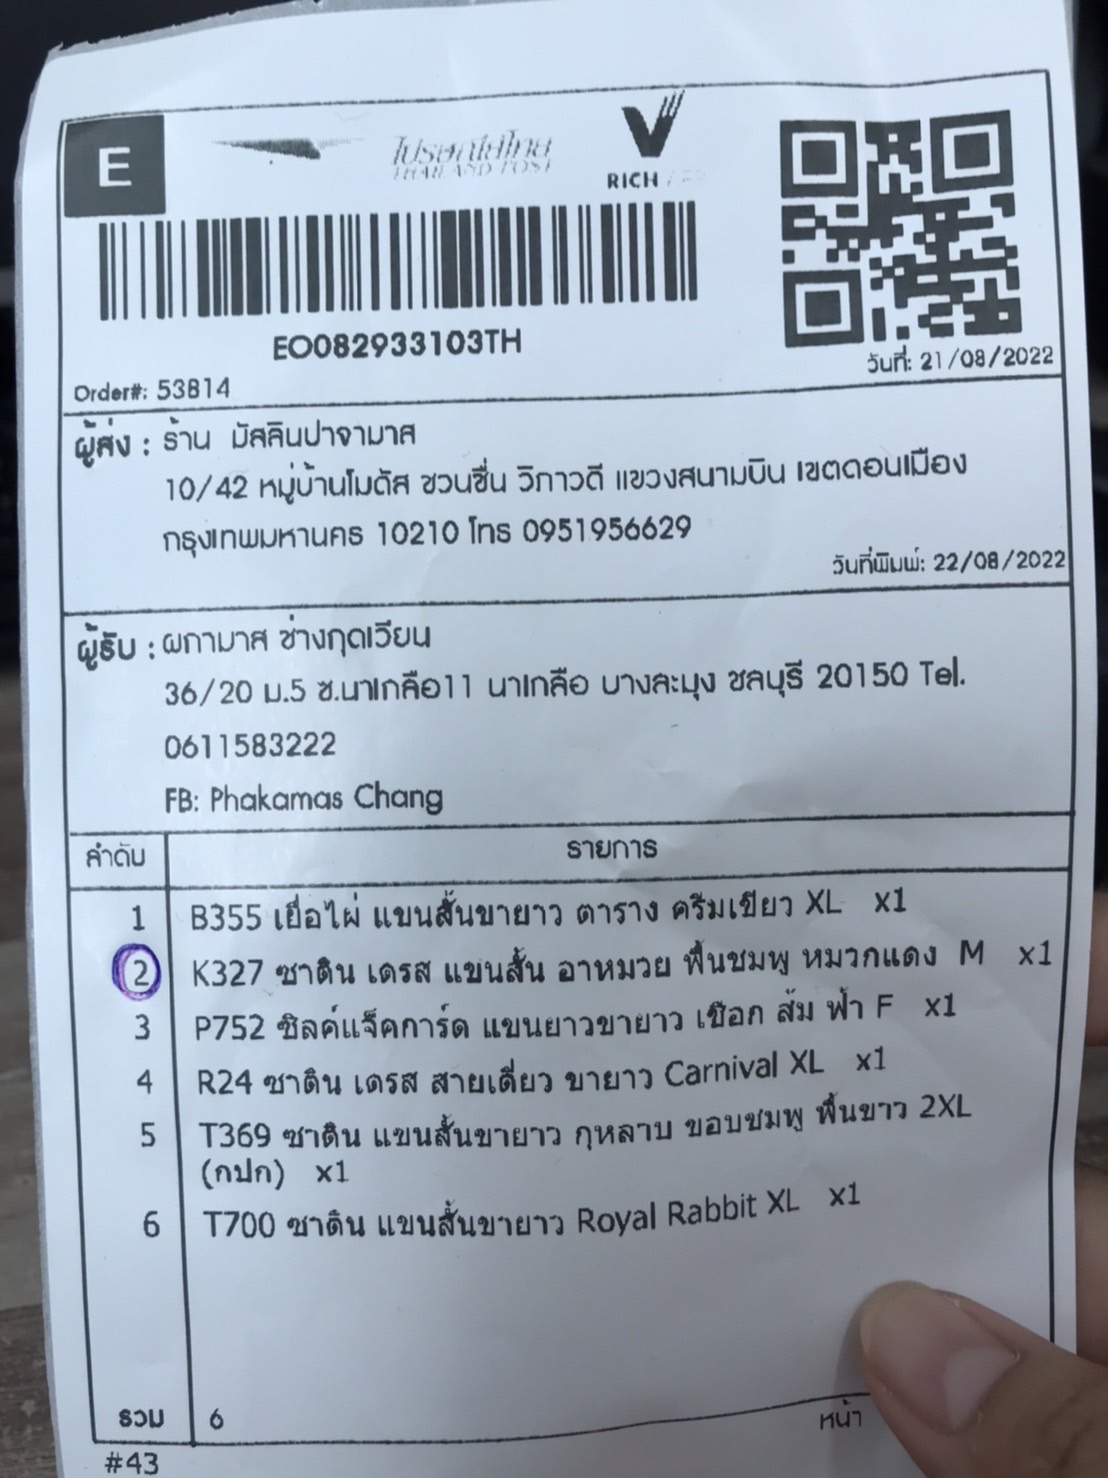 E
ไปรษณีย์ไทย
THAILAND POST
RICH
EO082933103TH
วันที่: 21/08/2022
Order#: 53814
ผู้ส่ง : ร้าน มัสลินปาจามาส
10/42 หมู่บ้านโมดัส ชวนชื่น วิภาวดี แขวงสนามบิน เขตดอนเมือง
กรุงเทพมหานคร 10210 โทร 0951956629
วันที่พิมพ์: 22/08/2022
ผู้รับ : ผกามาส ช่างกุดเวียน
36/20 ม.5 ซ.นาเกลือ11 นาเกลือ บางละมุง ชลบุรี 20150 Tel.
0611583222
FB: Phakamas Chang
ลำดับ รายการ
1 B355 เยื่อไผ่ แขนสั้นขายาว ตาราง ครีมเขียว XL x1
2 K327 ซาติน เดรส แขนสั้น อาหมวย พื้นชมพู หมวกแดง M x1
3 P752 ซิลค์แจ็คการ์ด แขนยาวขายาว เชือก ส้ม ฟ้า F x1
4 R24 ซาติน เดรส สายเดี่ยว ขายาว Carnival XL x1
5 T369 ซาติน แขนสั้นขายาว กุหลาบ ขอบชมพู พื้นขาว 2XL
(กปก) x1
6 T700 ซาติน แขนสั้นขายาว Royal Rabbit XL x1
รวม 6 หน้า
#43